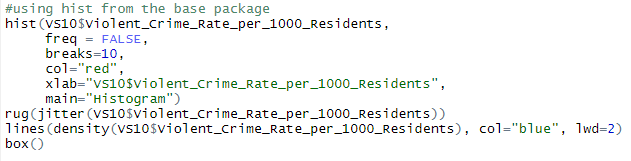 #using hist from the base package
hist(VS10$Violent_Crime_Rate_per_1000_Residents,
freq = FALSE,
breaks=10,
col="red",
xlab="VS10$Violent_Crime_Rate_per_1000_Residents",
main="Histogram")
rug(jitter(VS10$Violent_Crime_Rate_per_1000_Residents))
lines(density(VS10$Violent_Crime_Rate_per_1000_Residents), col="blue", lwd=2)
box()